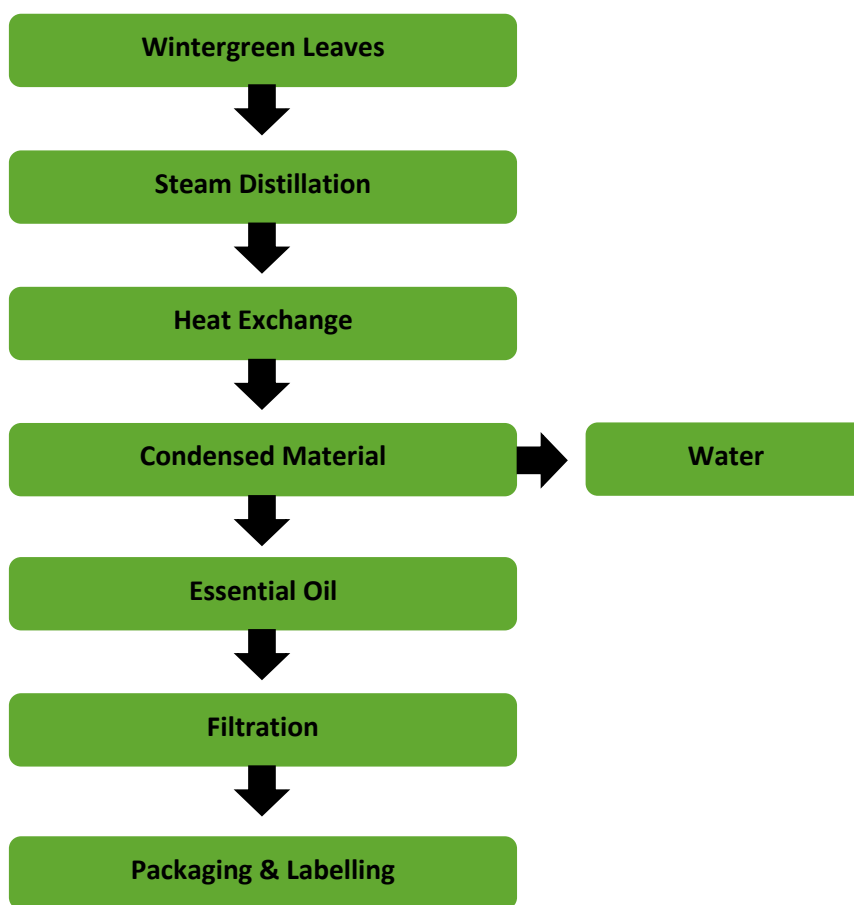 Wintergreen Leaves
Steam Distillation
Heat Exchange
Condensed Material
Water
Essential Oil
Filtration
Packaging & Labelling